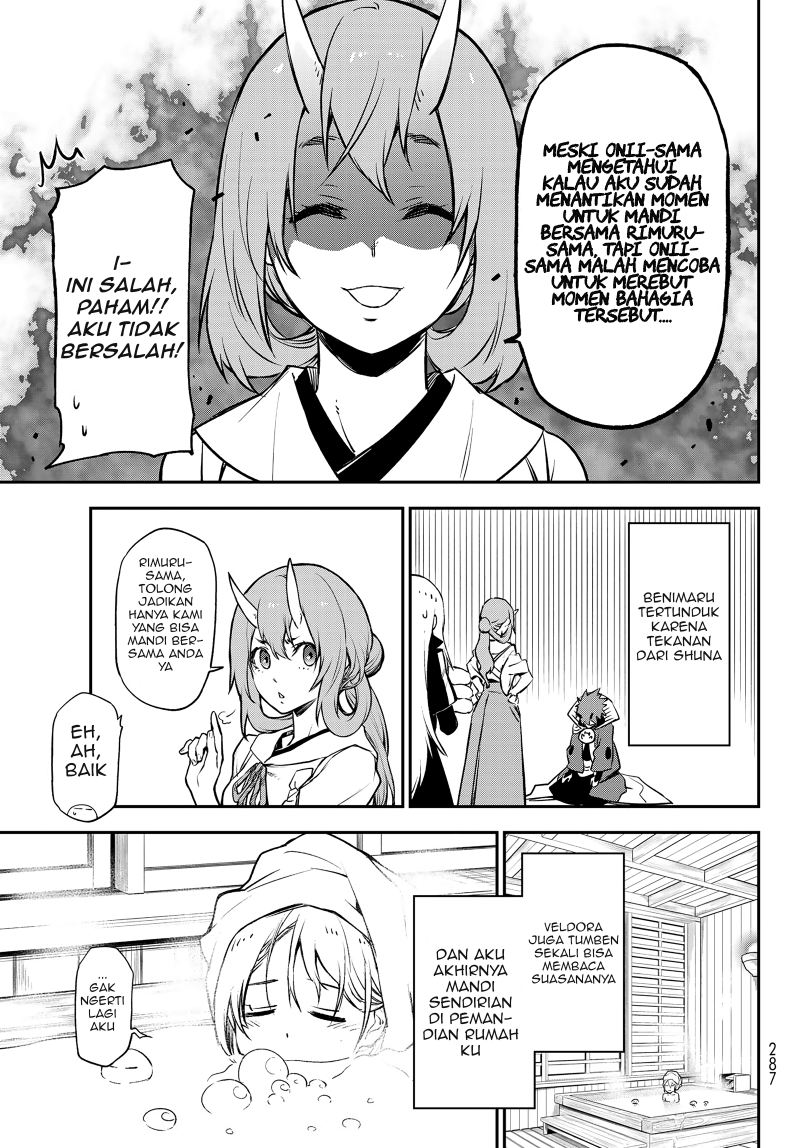 MESKI ONII-SAMA
MENGETAHUI
KALAU AKU SUDAH
MENANTIKAN MOMEN
UNTUK MANDI
BERSAMA RIMURU-
SAMA, TAPI ONII-
SAMA MALAH MENCOBA
UNTUK MEREBUT
MOMEN BAHAGIA
TERSEBUT....
I-
INI SALAH,
PAHAM!!
AKU TIDAK
BERSALAH!
BENIMARU
TERTUNDUK
KARENA
TEKANAN
DARI SHUNA
RIMURU-
SAMA,
TOLONG
JADIKAN
HANYA KAMI
YANG BISA
MANDI BER-
SAMA ANDA
YA
EH,
AH,
BAIK
VELDORA
JUGA TUMBEN
SEKALI BISA
MEMBACA
SUASANANYA
DAN AKU
AKHIRNYA
MANDI
SENDIRIAN
DI PEMAN-
DIAN RUMAH
KU
...
GAK
NGERTI
LAGI
AKU
287